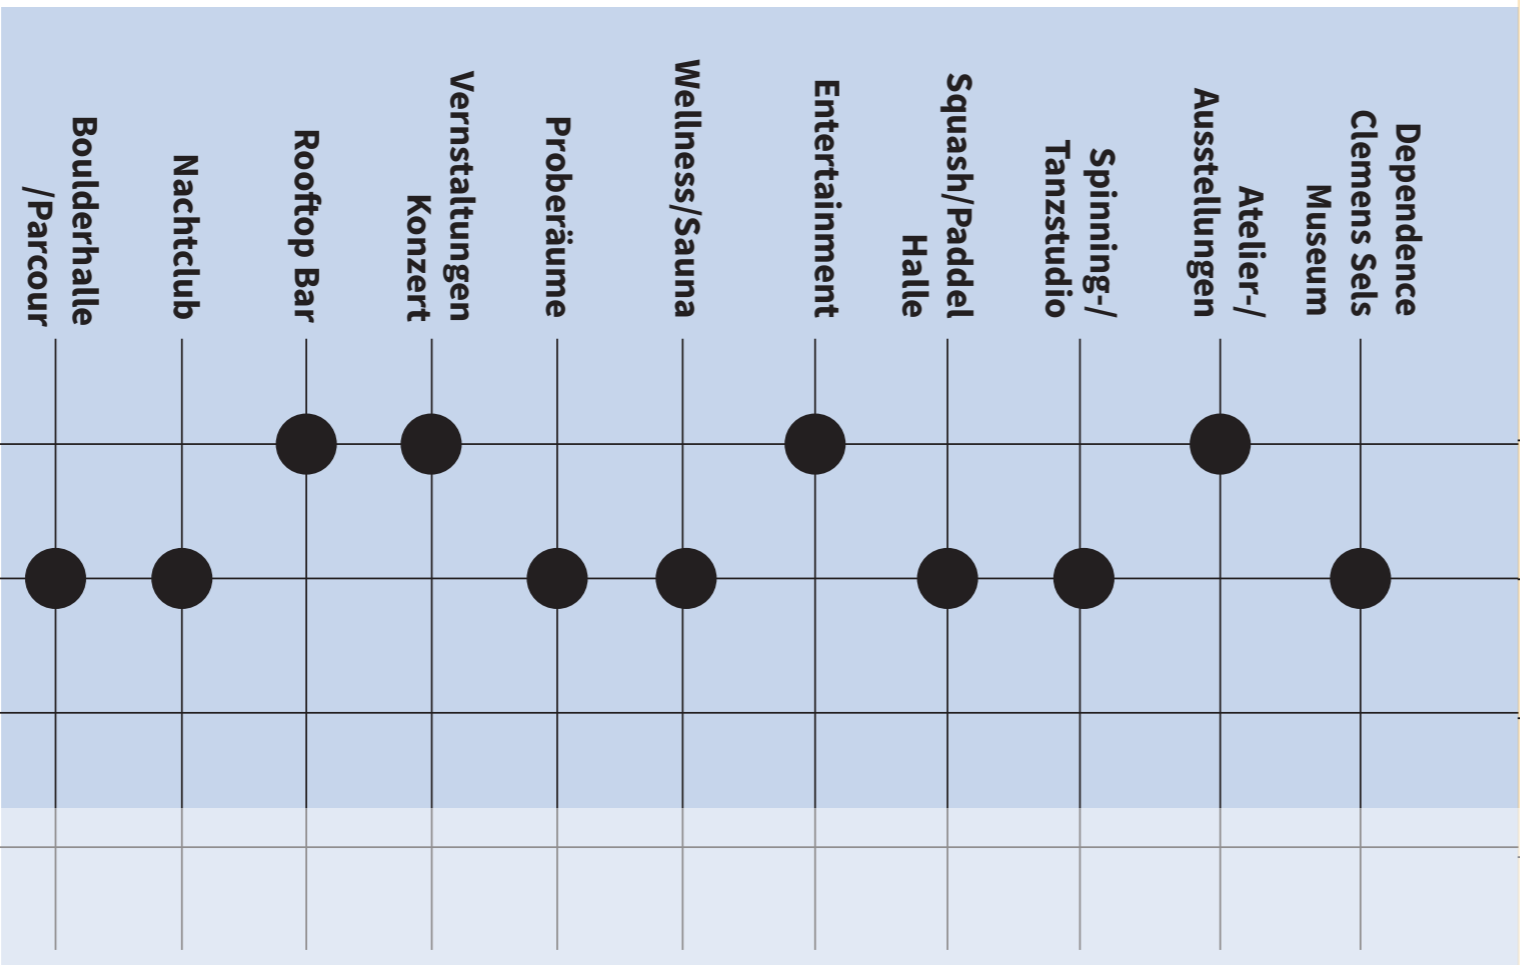 Boulderhalle
/Parcour
Nachtclub
Rooftop Bar
Vernstaltungen
Konzert
Proberäume
Wellness/Sauna
Entertainment
Squash/Paddel
Halle
Spinning-/
Tanzstudio
Atelier-/
Ausstellungen
Dependence
Clemens Sels
Museum